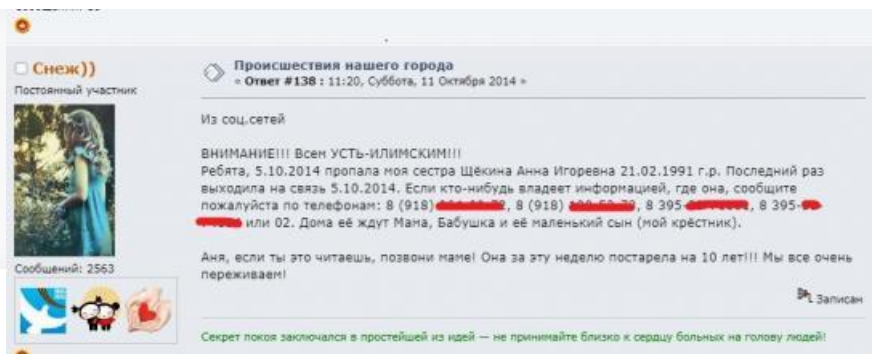 Снеж))
Постоянный участник
Сообщений: 2563
Происшествия нашего города
« Ответ #138 : 11:20, Суббота, 11 Октября 2014 »
Из соц.сетей
ВНИМАНИЕ!!! Всем УСТЬ-ИЛИМСКИМ!!!
Ребята, 5.10.2014 пропала моя сестра Щёкина Анна Игоревна 21.02.1991 г.р. Последний раз
выходила на связь 5.10.2014. Если кто-нибудь владеет информацией, где она, сообщите
пожалуйста по телефонам: 8 (918) , 8 (918) , 8 395- , 8 395-
или 02. Дома её ждут Мама, Бабушка и её маленький сын (мой крёстник).
Аня, если ты это читаешь, позвони маме! Она за эту неделю постарела на 10 лет!!! Мы все очень
переживаем!
Записан
Секрет покоя заключался в простейшей из идей — не принимайте близко к сердцу больных на голову людей!